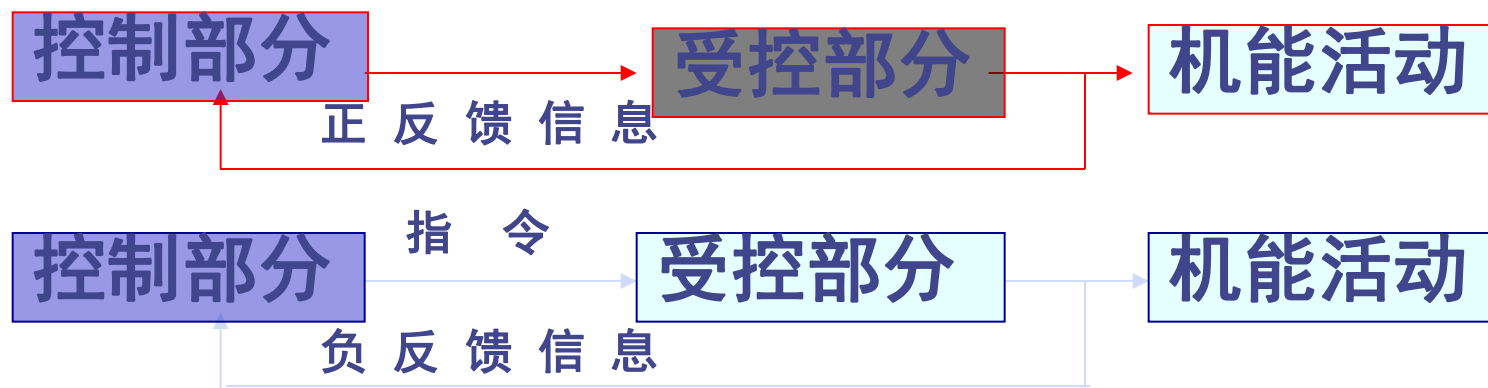 控制部分 受控部分 机能活动
正反馈信息
指 令
控制部分 受控部分 机能活动
负反馈信息